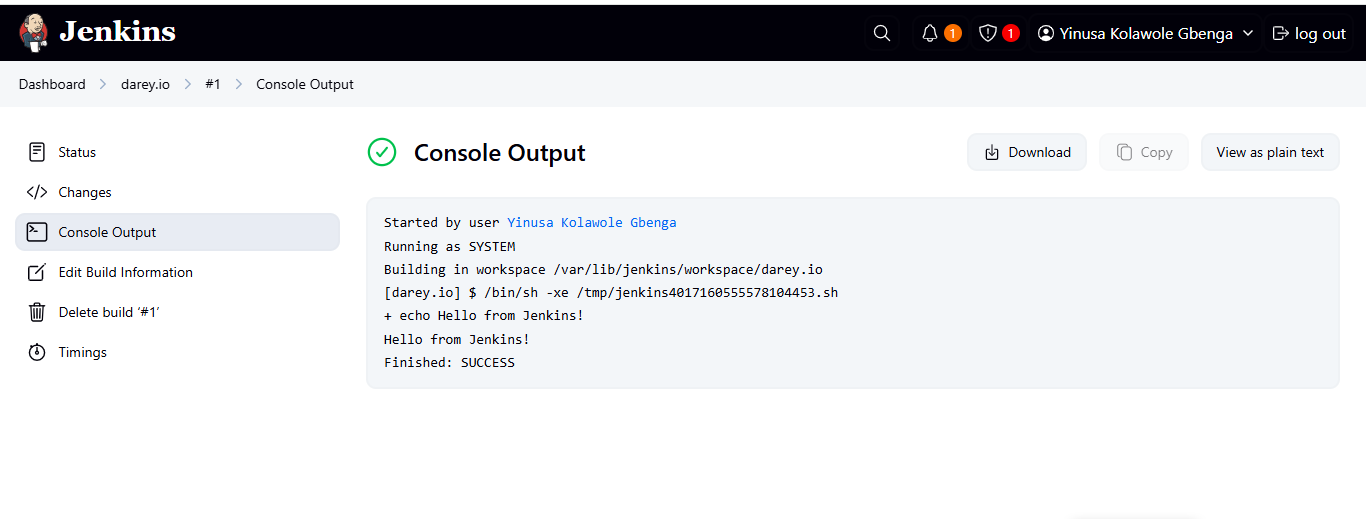 Jenkins
1
1
Yinusa Kolawole Gbenga
log out
Dashboard > darey.io > #1 > Console Output
Status
Changes
Console Output
Edit Build Information
Delete build ‘#1’
Timings
Console Output
Download
Copy
View as plain text
Started by user Yinusa Kolawole Gbenga
Running as SYSTEM
Building in workspace /var/lib/jenkins/workspace/darey.io
[darey.io] $ /bin/sh -xe /tmp/jenkins4017160555578104453.sh
+ echo Hello from Jenkins!
Hello from Jenkins!
Finished: SUCCESS